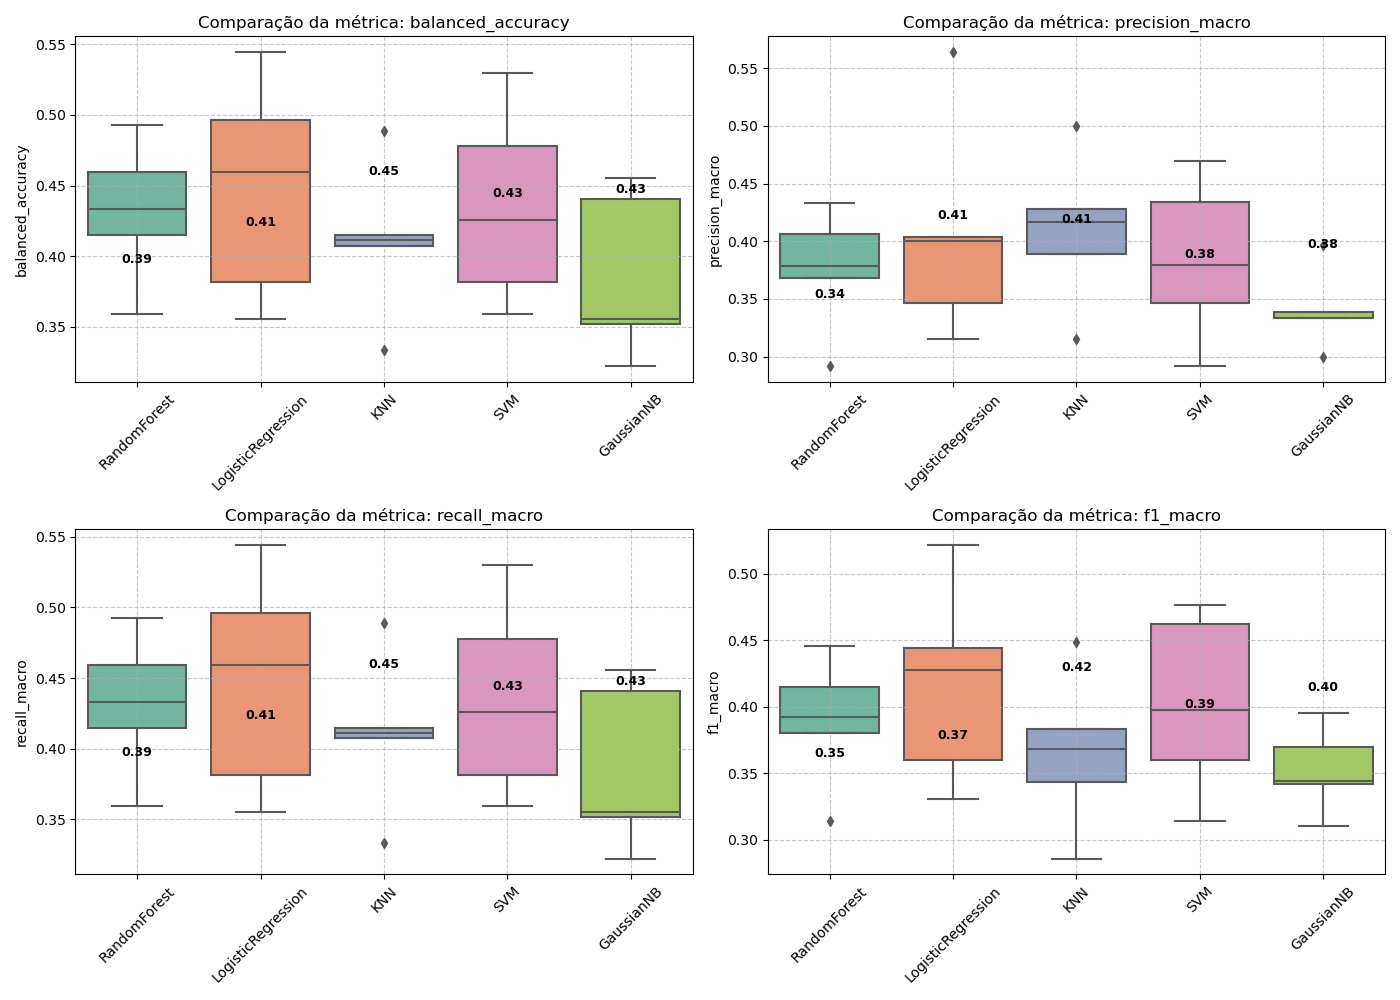 Comparação da métrica: balanced_accuracy
balanced_accuracy
0.55
0.50
0.45
0.40
0.35
0.39
0.41
0.45
0.43
0.43
RandomForest
LogisticRegression
KNN
SVM
GaussianNB
Comparação da métrica: precision_macro
precision_macro
0.55
0.50
0.45
0.40
0.35
0.30
0.34
0.41
0.41
0.38
0.38
RandomForest
LogisticRegression
KNN
SVM
GaussianNB
Comparação da métrica: recall_macro
recall_macro
0.55
0.50
0.45
0.40
0.35
0.39
0.41
0.45
0.43
0.43
RandomForest
LogisticRegression
KNN
SVM
GaussianNB
Comparação da métrica: f1_macro
f1_macro
0.50
0.45
0.40
0.35
0.30
0.35
0.37
0.42
0.39
0.40
RandomForest
LogisticRegression
KNN
SVM
GaussianNB